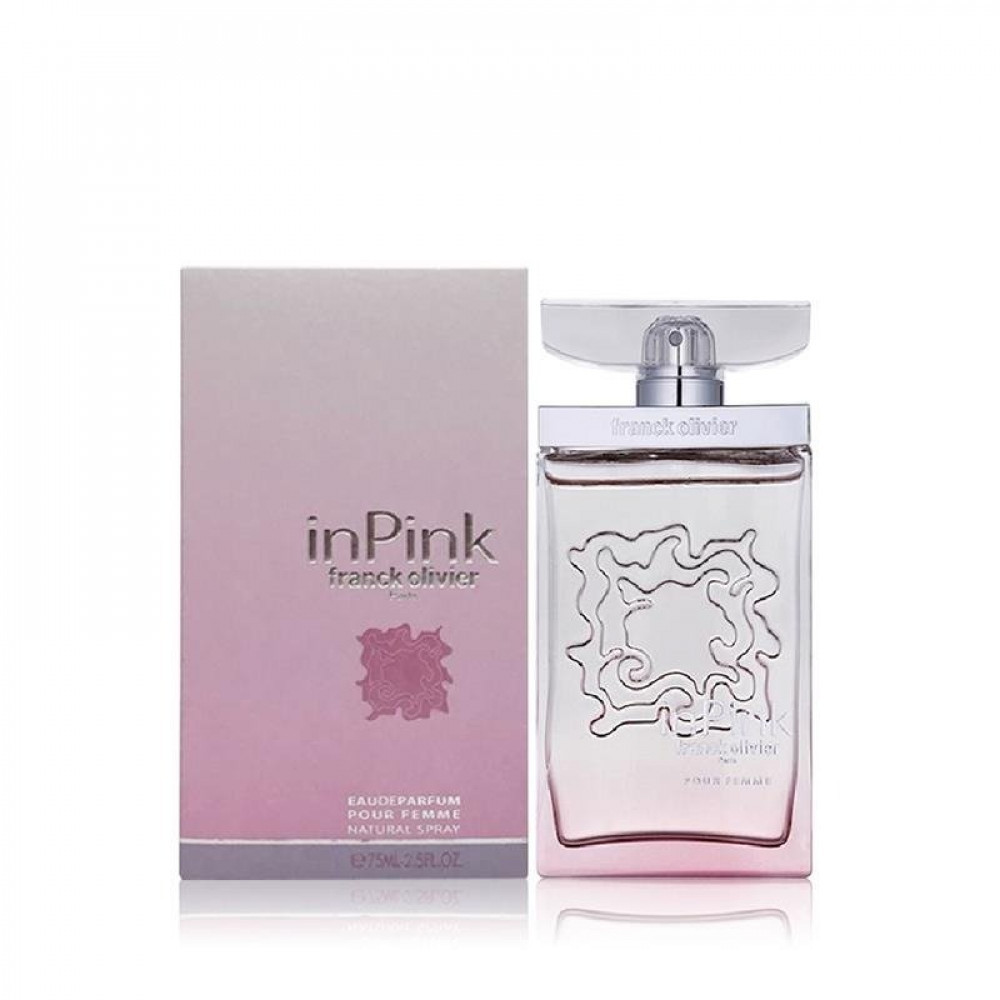 inPink
franck olivier
Paris
EAUDEPARFUM
POUR FEMME
NATURAL SPRAY
℮75ML-2.5FL.OZ.
franck olivier
inPink
franck olivier
Paris
POUR FEMME